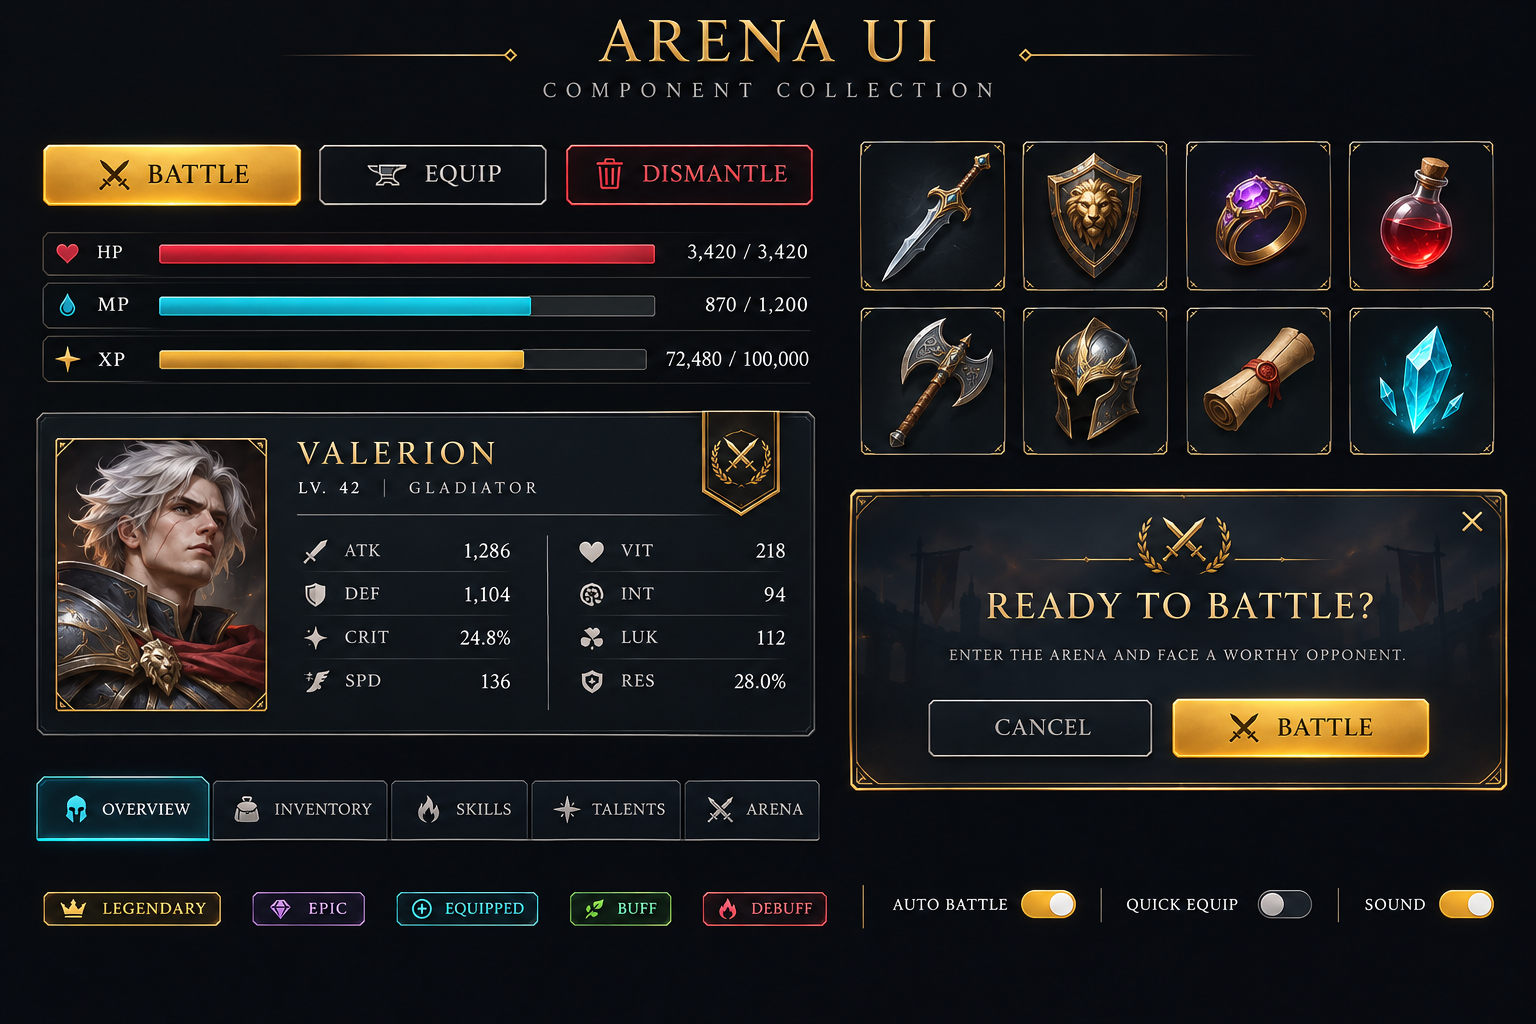 ARENA UI
COMPONENT COLLECTION
BATTLE
EQUIP
DISMANTLE
HP 3,420 / 3,420
MP 870 / 1,200
XP 72,480 / 100,000
VALERION
LV. 42 | GLADIATOR
ATK 1,286
DEF 1,104
CRIT 24.8%
SPD 136
VIT 218
INT 94
LUK 112
RES 28.0%
OVERVIEW
INVENTORY
SKILLS
TALENTS
ARENA
LEGENDARY
EPIC
EQUIPPED
BUFF
DEBUFF
READY TO BATTLE?
ENTER THE ARENA AND FACE A WORTHY OPPONENT.
CANCEL
BATTLE
AUTO BATTLE
QUICK EQUIP
SOUND